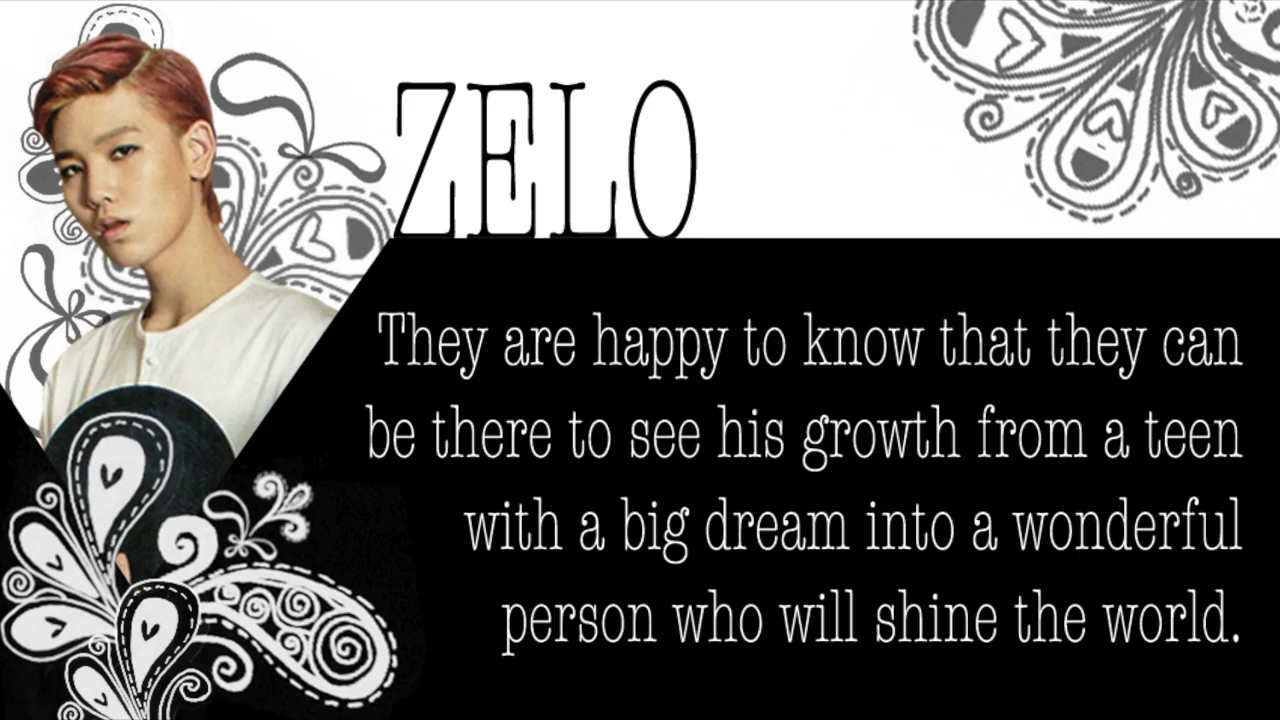 ZELO
They are happy to know that they can
be there to see his growth from a teen
with a big dream into a wonderful
person who will shine the world.